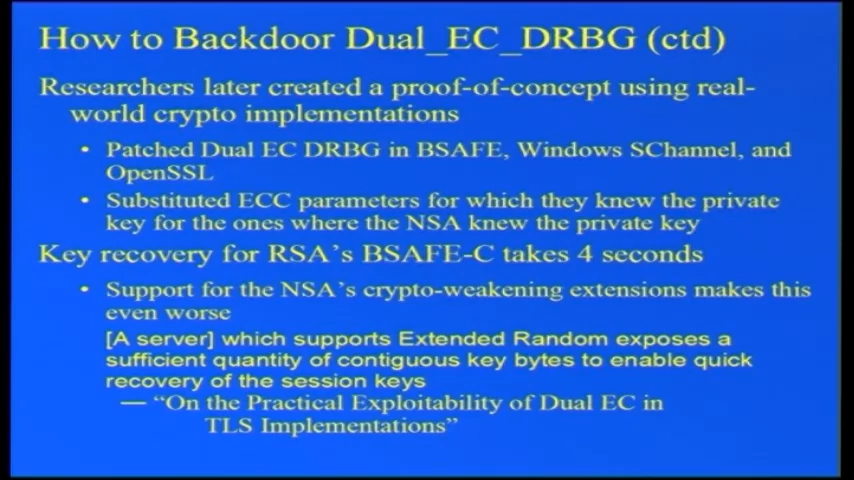 How to Backdoor Dual_EC_DRBG (ctd)
Researchers later created a proof-of-concept using real-
world crypto implementations
• Patched Dual EC DRBG in BSAFE, Windows SChannel, and
OpenSSL
• Substituted ECC parameters for which they knew the private
key for the ones where the NSA knew the private key
Key recovery for RSA's BSAFE-C takes 4 seconds
• Support for the NSA's crypto-weakening extensions makes this
even worse
[A server] which supports Extended Random exposes a
sufficient quantity of contiguous key bytes to enable quick
recovery of the session keys
— “On the Practical Exploitability of Dual EC in
TLS Implementations”